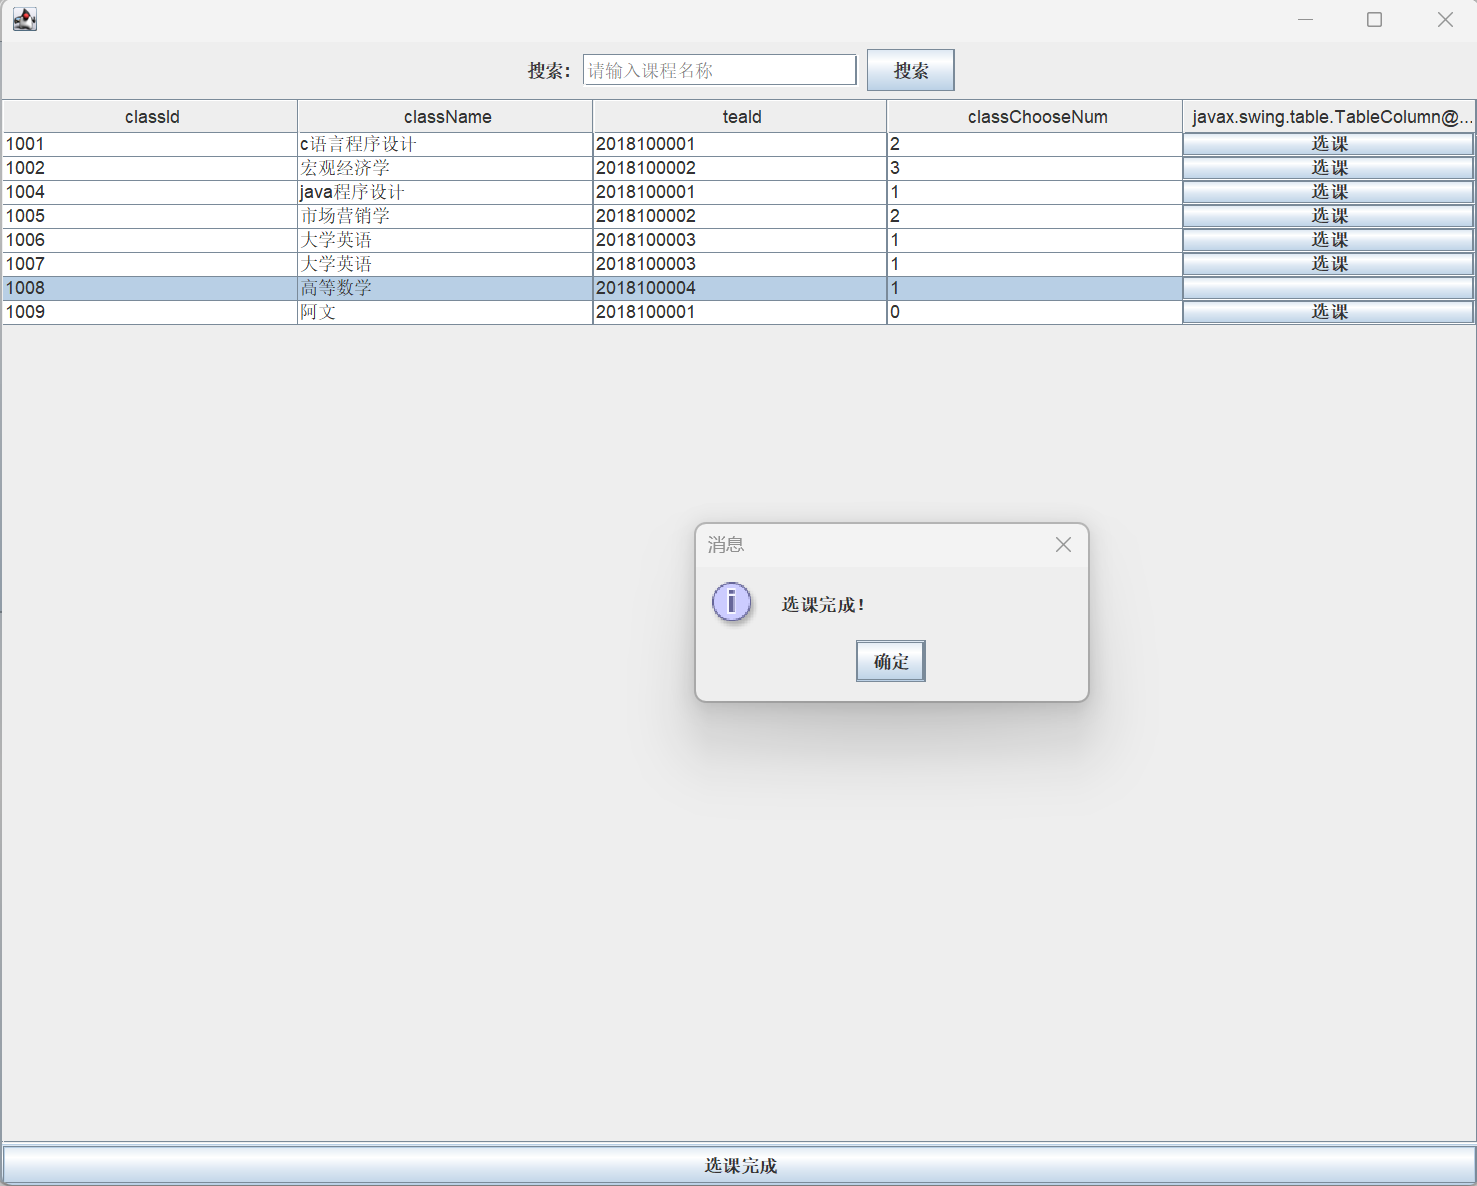 搜索： 请输入课程名称 搜索
classId className teaId classChooseNum javax.swing.table.TableColumn@...
1001 c语言程序设计 2018100001 2 选课
1002 宏观经济学 2018100002 3 选课
1004 java程序设计 2018100001 1 选课
1005 市场营销学 2018100002 2 选课
1006 大学英语 2018100003 1 选课
1007 大学英语 2018100003 1 选课
1008 高等数学 2018100004 1
1009 阿文 2018100001 0 选课
消息
选课完成！
确定
选课完成